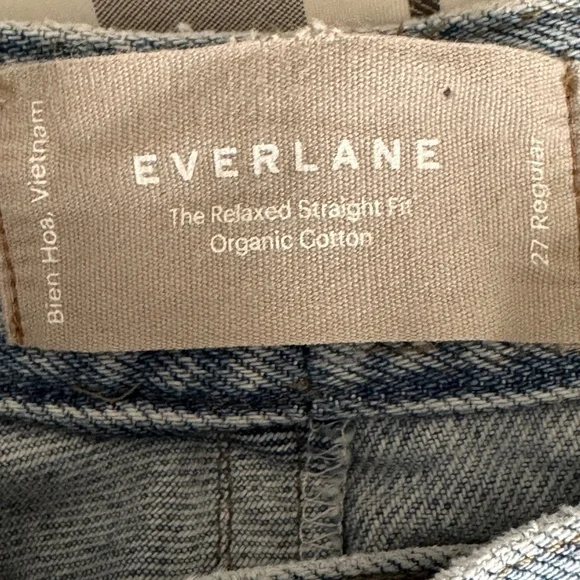 Bien Hoa, Vietnam
EVERLANE
The Relaxed Straight Fit
Organic Cotton
27 Regular